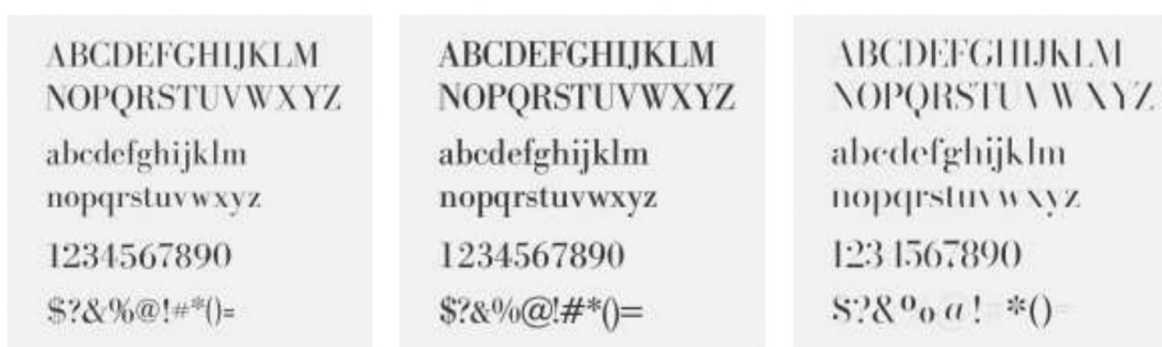 ABCDEFGHIJKLM
NOPQRSTUVWXYZ
abcdefghijklm
nopqrstuvwxyz
1234567890
$?&%@!#*()=
ABCDEFGHIJKLM
NOPQRSTUVWXYZ
abcdefghijklm
nopqrstuvwxyz
1234567890
$?&%@!#*()=
ABCDEFGHIJKLM
NOPQRSTUVWXYZ
abcdefghijklm
nopqrstuvwxyz
1234567890
$?&%@! *()=